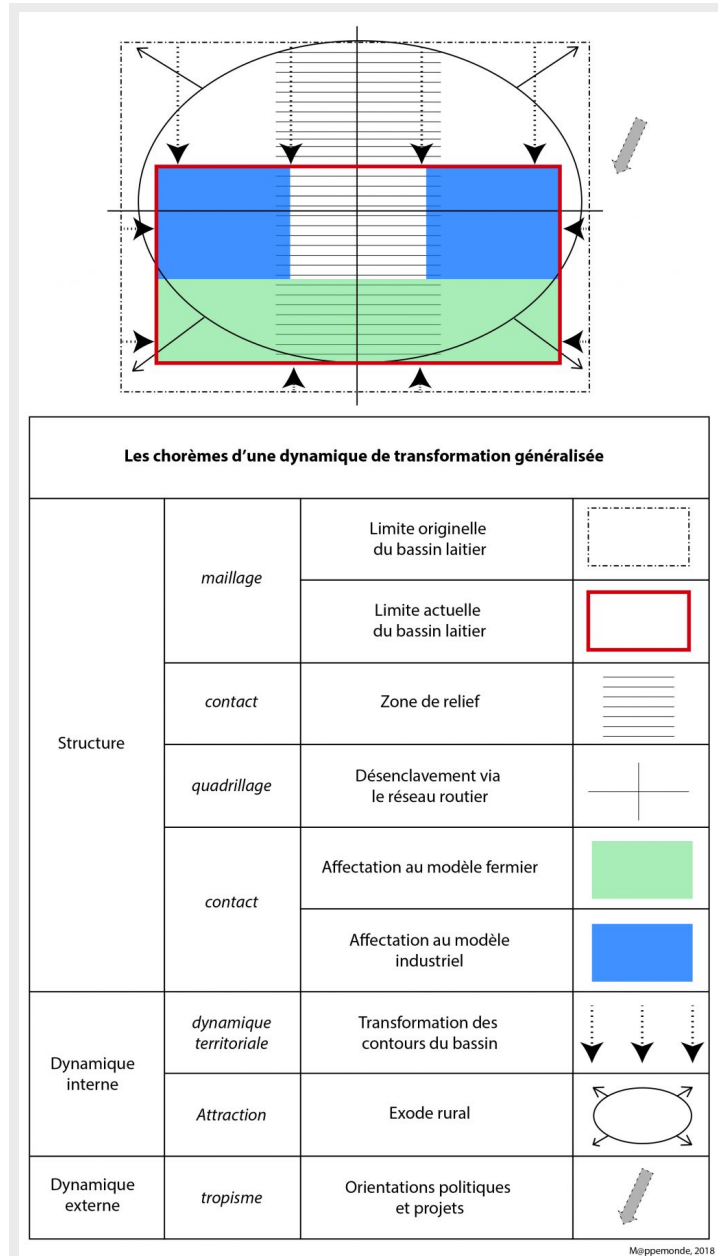 Les chorèmes d'une dynamique de transformation généralisée
Structure
maillage
Limite originelle
du bassin laitier
Limite actuelle
du bassin laitier
contact
Zone de relief
quadrillage
Désenclavement via
le réseau routier
contact
Affectation au modèle fermier
Affectation au modèle
industriel
Dynamique
interne
dynamique
territoriale
Transformation des
contours du bassin
Attraction
Exode rural
Dynamique
externe
tropisme
Orientations politiques
et projets
M@ppemonde, 2018